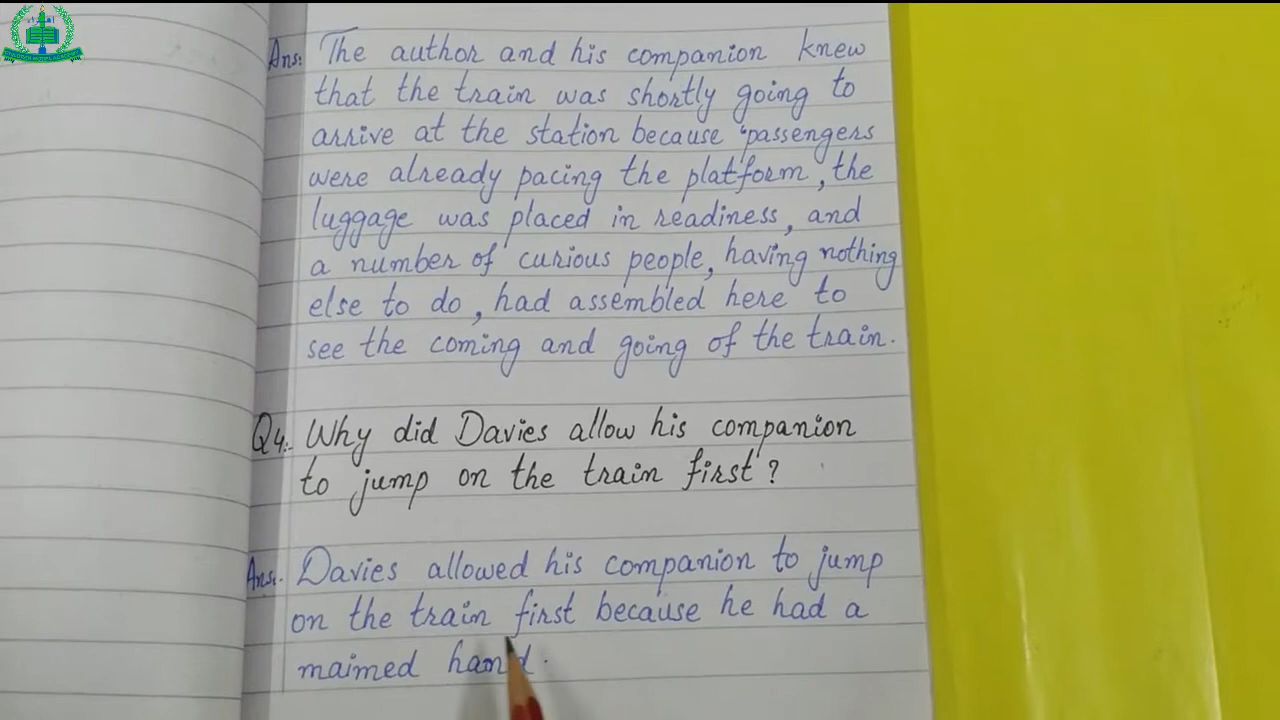 Ans: The author and his companion knew
that the train was shortly going to
arrive at the station because "passengers
were already pacing the platform, the
luggage was placed in readiness, and
a number of curious people, having nothing
else to do, had assembled here to
see the coming and going of the train.
Q4:- Why did Davies allow his companion
to jump on the train first?
Ans:- Davies allowed his companion to jump
on the train first because he had a
maimed hand.